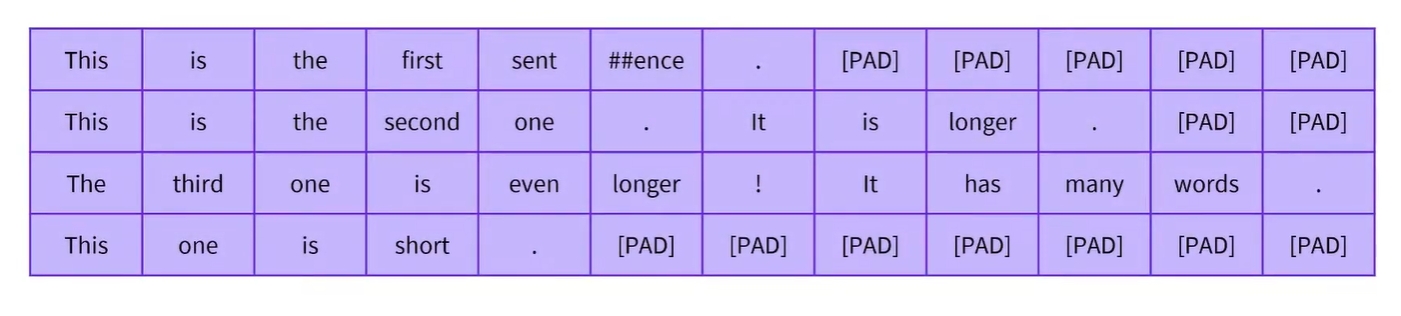 This is the first sent ##ence . [PAD] [PAD] [PAD] [PAD] [PAD]
This is the second one . It is longer . [PAD] [PAD]
The third one is even longer ! It has many words .
This one is short . [PAD] [PAD] [PAD] [PAD] [PAD] [PAD] [PAD]